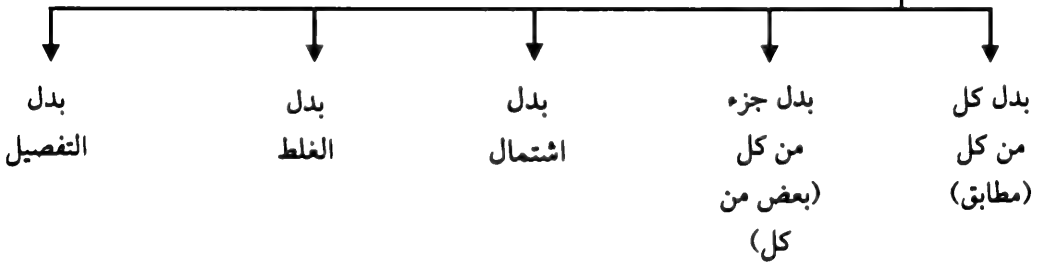 بدل كل
من كل
(مطابق)
بدل جزء
من كل
(بعض من
كل)
بدل
اشتمال
بدل
الغلط
بدل
التفصيل